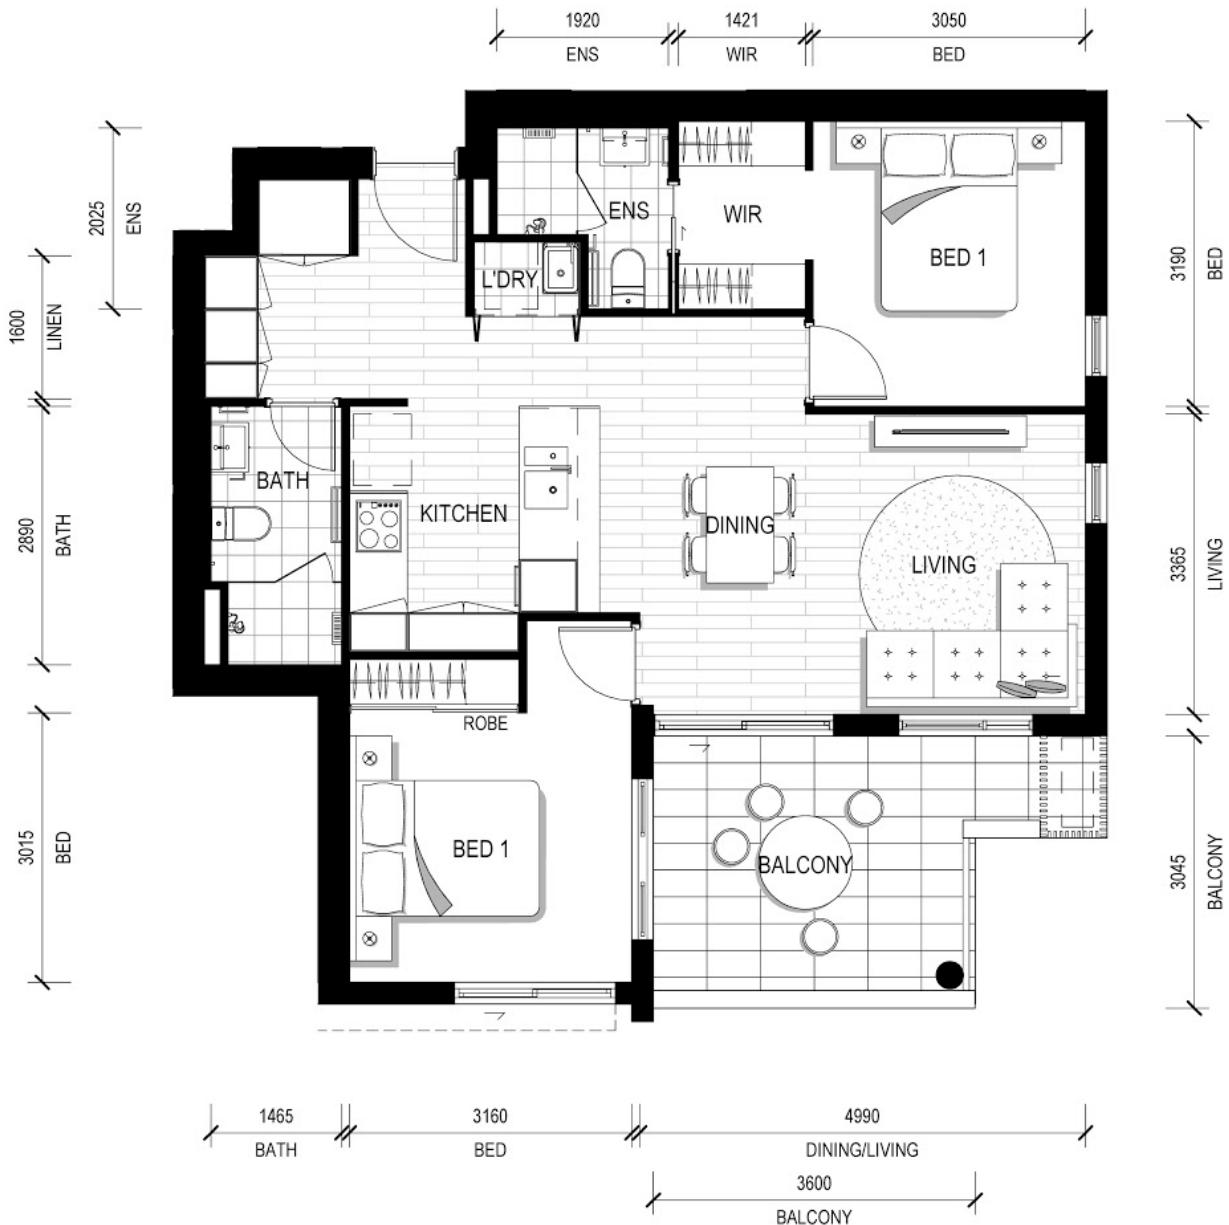 1920
1421
3050
ENS
WIR
BED
2025
ENS
1600
LINEN
2890
BATH
3015
BED
ENS
WIR
BED 1
L'DRY
BATH
KITCHEN
DINING
LIVING
ROBE
BED 1
BALCONY
3190
BED
3365
LIVING
3045
BALCONY
1465
3160
4990
BATH
BED
DINING/LIVING
3600
BALCONY